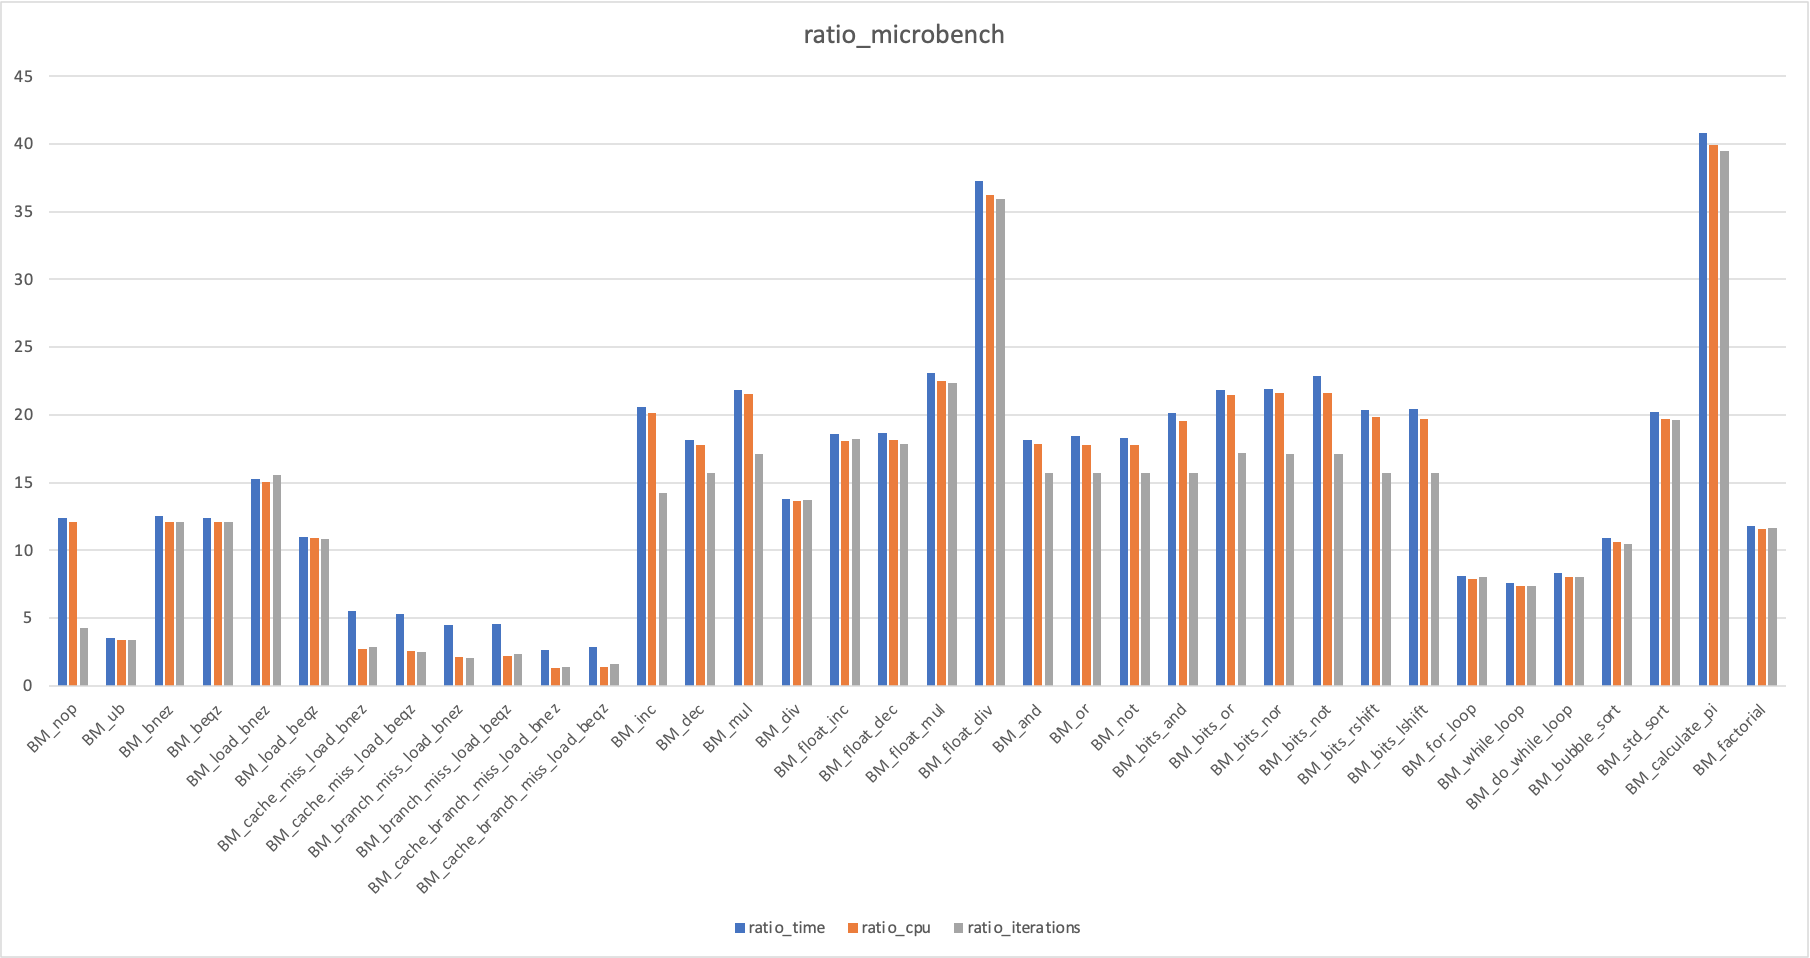 ratio_microbench
45
40
35
30
25
20
15
10
5
0
BM_nop
BM_ub
BM_bnez
BM_beqz
BM_load_bnez
BM_load_beqz
BM_cache_miss_load_bnez
BM_cache_miss_load_beqz
BM_branch_miss_load_bnez
BM_branch_miss_load_beqz
BM_cache_branch_miss_load_bnez
BM_cache_branch_miss_load_beqz
BM_inc
BM_dec
BM_mul
BM_div
BM_float_inc
BM_float_dec
BM_float_mul
BM_float_div
BM_and
BM_or
BM_not
BM_bits_and
BM_bits_or
BM_bits_nor
BM_bits_not
BM_bits_rshift
BM_bits_lshift
BM_for_loop
BM_while_loop
BM_do_while_loop
BM_bubble_sort
BM_std_sort
BM_calculate_pi
BM_factorial
ratio_time ratio_cpu ratio_iterations